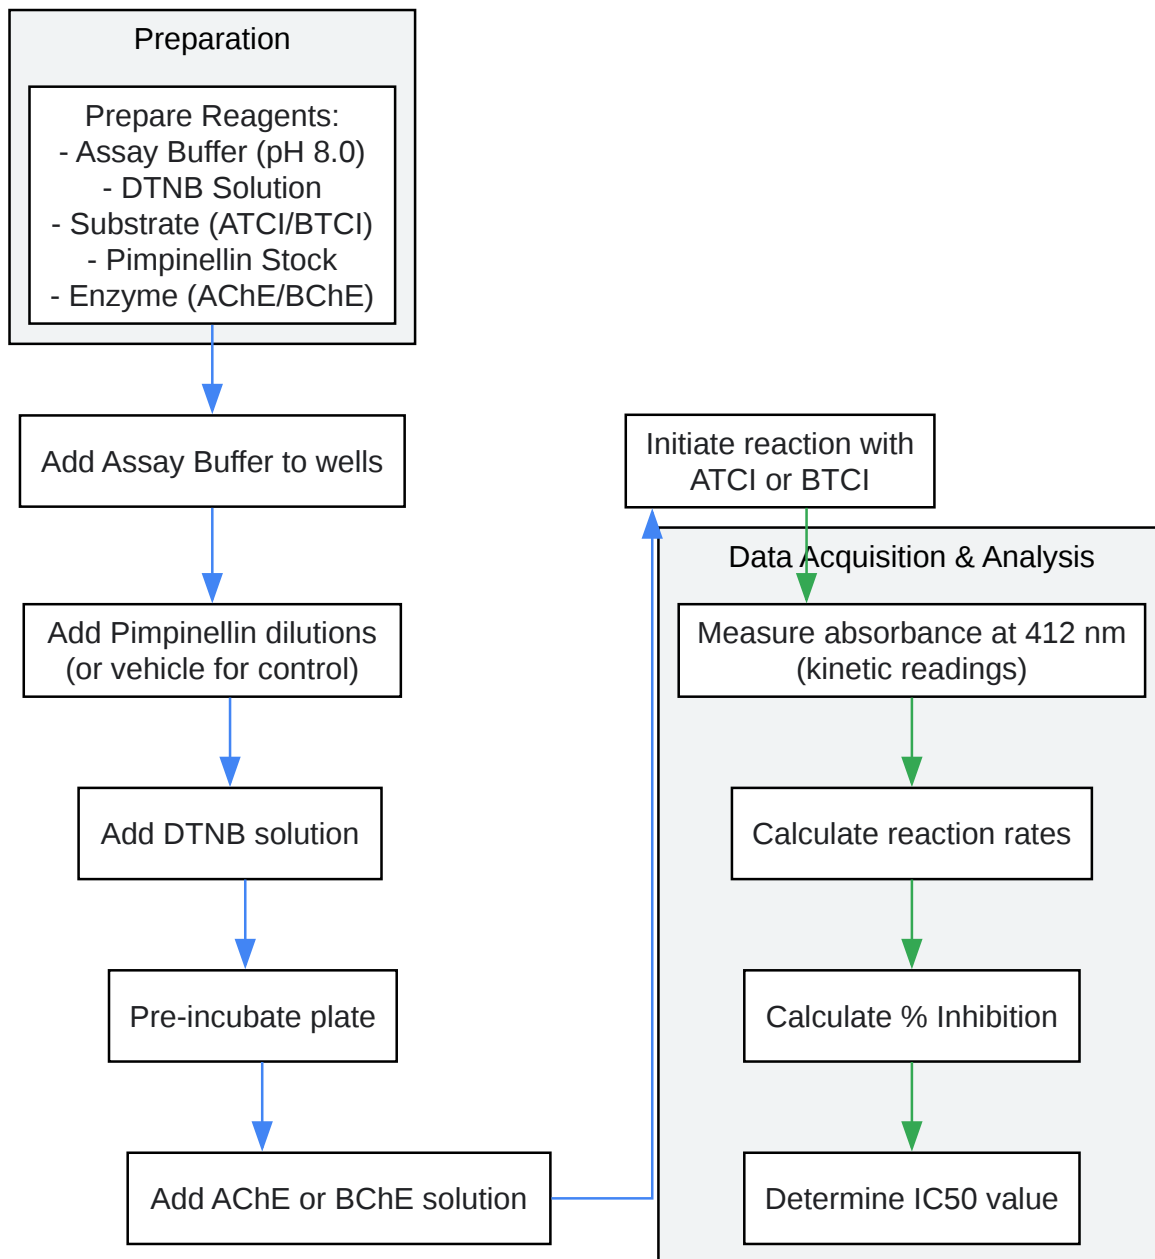 Preparation
Prepare Reagents:
- Assay Buffer (pH 8.0)
- DTNB Solution
- Substrate (ATCI/BTCI)
- Pimpinellin Stock
- Enzyme (AChE/BChE)
Add Assay Buffer to wells
Add Pimpinellin dilutions
(or vehicle for control)
Add DTNB solution
Pre-incubate plate
Add AChE or BChE solution
Initiate reaction with
ATCI or BTCI
Data Acquisition & Analysis
Measure absorbance at 412 nm
(kinetic readings)
Calculate reaction rates
Calculate % Inhibition
Determine IC50 value